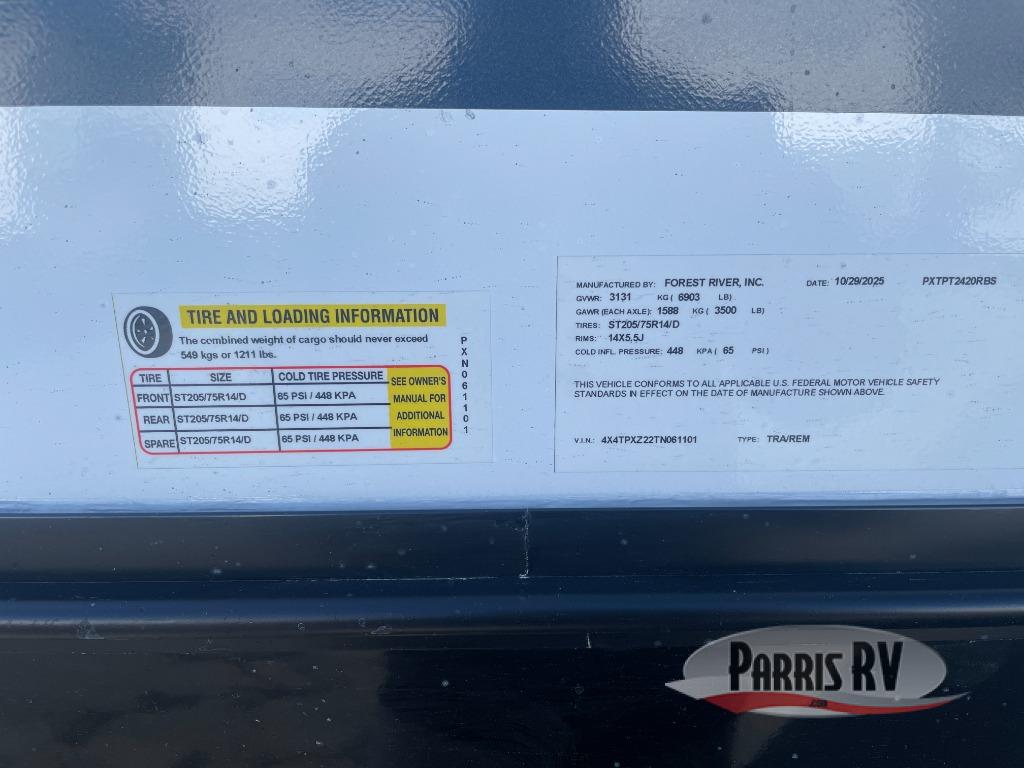 TIRE AND LOADING INFORMATION
The combined weight of cargo should never exceed
549 kgs or 1211 lbs.
TIRE SIZE COLD TIRE PRESSURE
FRONT ST205/75R14/D 65 PSI / 448 KPA
REAR ST205/75R14/D 65 PSI / 448 KPA
SPARE ST205/75R14/D 65 PSI / 448 KPA
SEE OWNER'S
MANUAL FOR
ADDITIONAL
INFORMATION
PXN061101
MANUFACTURED BY: FOREST RIVER, INC. DATE: 10/29/2025 PXTPT2420RBS
GVWR: 3131 KG ( 6903 LB)
GAWR (EACH AXLE): 1588 KG ( 3500 LB)
TIRES: ST205/75R14/D
RIMS: 14X5.5J
COLD INFL. PRESSURE: 448 KPA ( 65 PSI )
THIS VEHICLE CONFORMS TO ALL APPLICABLE U.S. FEDERAL MOTOR VEHICLE SAFETY
STANDARDS IN EFFECT ON THE DATE OF MANUFACTURE SHOWN ABOVE.
V.I.N.: 4X4TPXZ22TN061101 TYPE: TRA/REM
PARRIS RV
.com